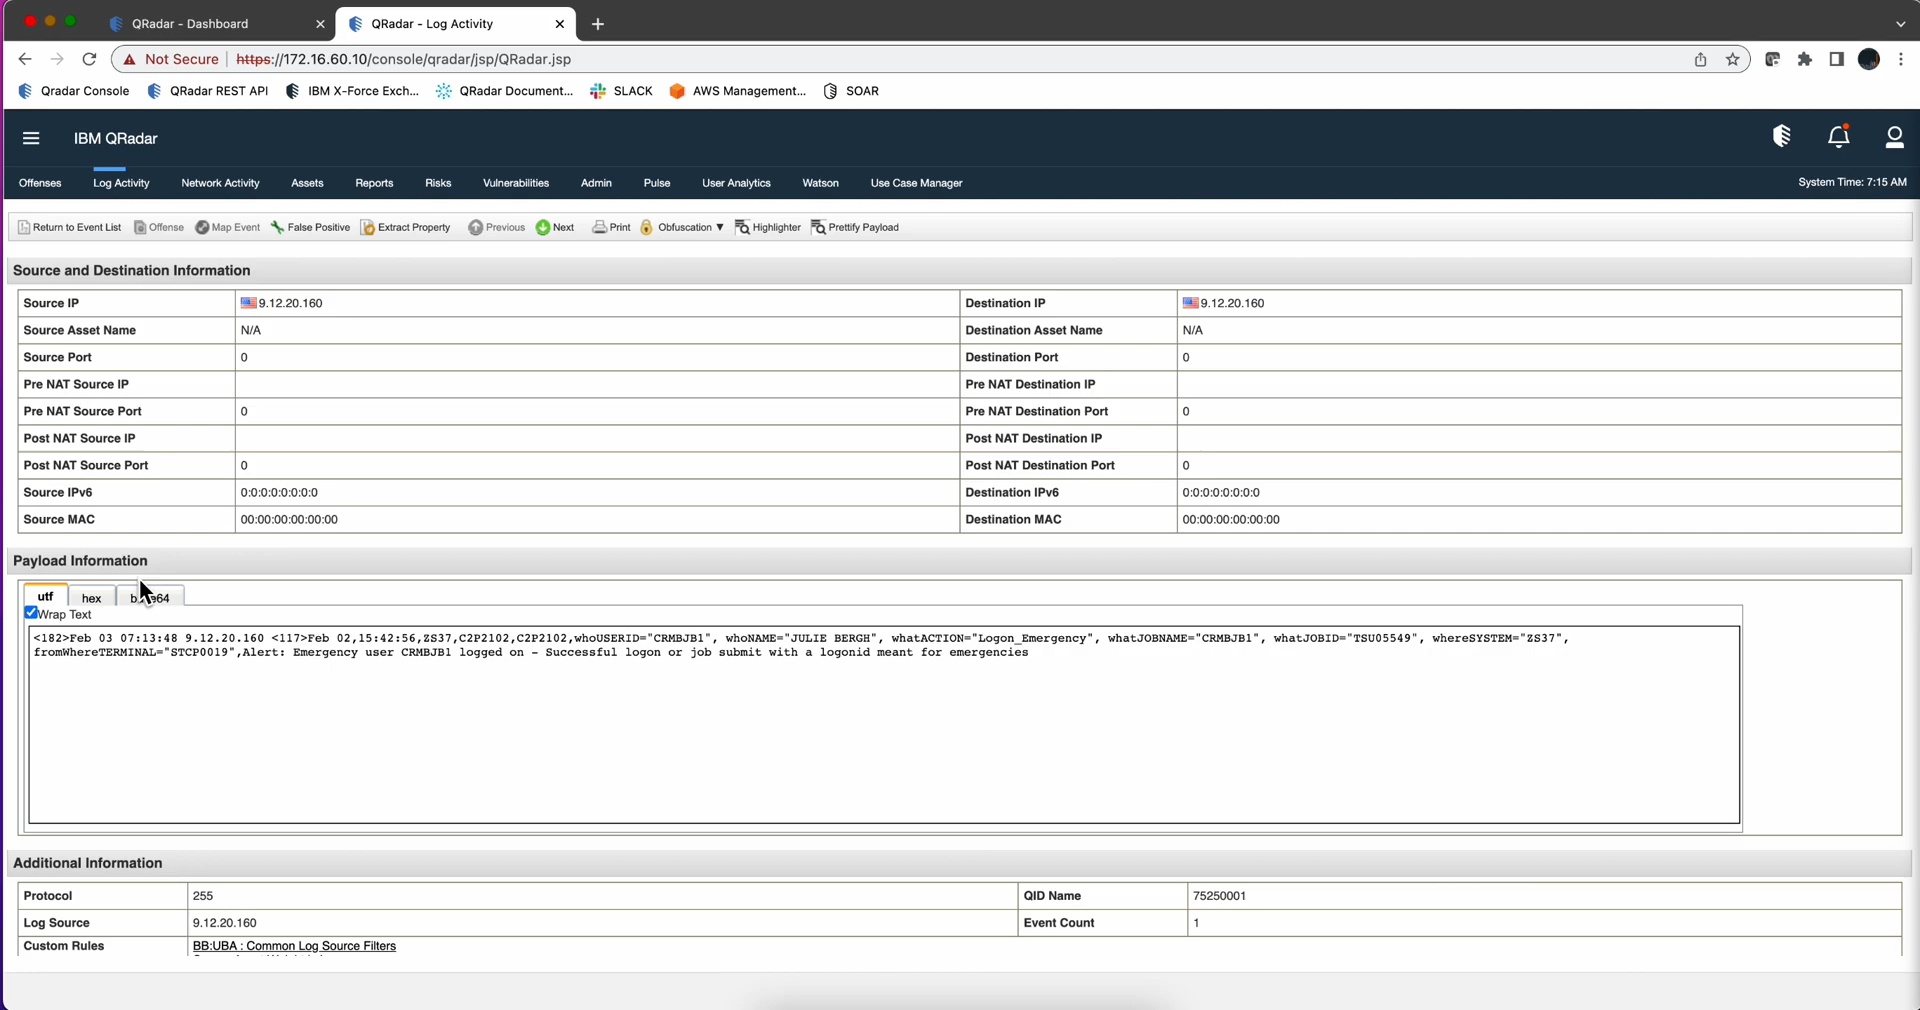 QRadar - Dashboard
QRadar - Log Activity
Not Secure https://172.16.60.10/console/qradar/jsp/QRadar.jsp
Qradar Console QRadar REST API IBM X-Force Exch... QRadar Document... SLACK AWS Management... SOAR
IBM QRadar
Offenses Log Activity Network Activity Assets Reports Risks Vulnerabilities Admin Pulse User Analytics Watson Use Case Manager System Time: 7:15 AM
Return to Event List Offense Map Event False Positive Extract Property Previous Next Print Obfuscation ▼ Highlighter Prettify Payload
Source and Destination Information
Source IP 9.12.20.160 Destination IP 9.12.20.160
Source Asset Name N/A Destination Asset Name N/A
Source Port 0 Destination Port 0
Pre NAT Source IP Pre NAT Destination IP
Pre NAT Source Port 0 Pre NAT Destination Port 0
Post NAT Source IP Post NAT Destination IP
Post NAT Source Port 0 Post NAT Destination Port 0
Source IPv6 0:0:0:0:0:0:0:0 Destination IPv6 0:0:0:0:0:0:0:0
Source MAC 00:00:00:00:00:00 Destination MAC 00:00:00:00:00:00
Payload Information
utf hex
Wrap Text
<182>Feb 03 07:13:48 9.12.20.160 <117>Feb 02,15:42:56,ZS37,C2P2102,C2P2102,whoUSERID="CRMBJB1", whoNAME="JULIE BERGH", whatACTION="Logon_Emergency", whatJOBNAME="CRMBJB1", whatJOBID="TSU05549", whereSYSTEM="ZS37",
fromWhereTERMINAL="STCP0019",Alert: Emergency user CRMBJB1 logged on - Successful logon or job submit with a logonid meant for emergencies
Additional Information
Protocol 255 QID Name 75250001
Log Source 9.12.20.160 Event Count 1
Custom Rules BB:UBA : Common Log Source Filters